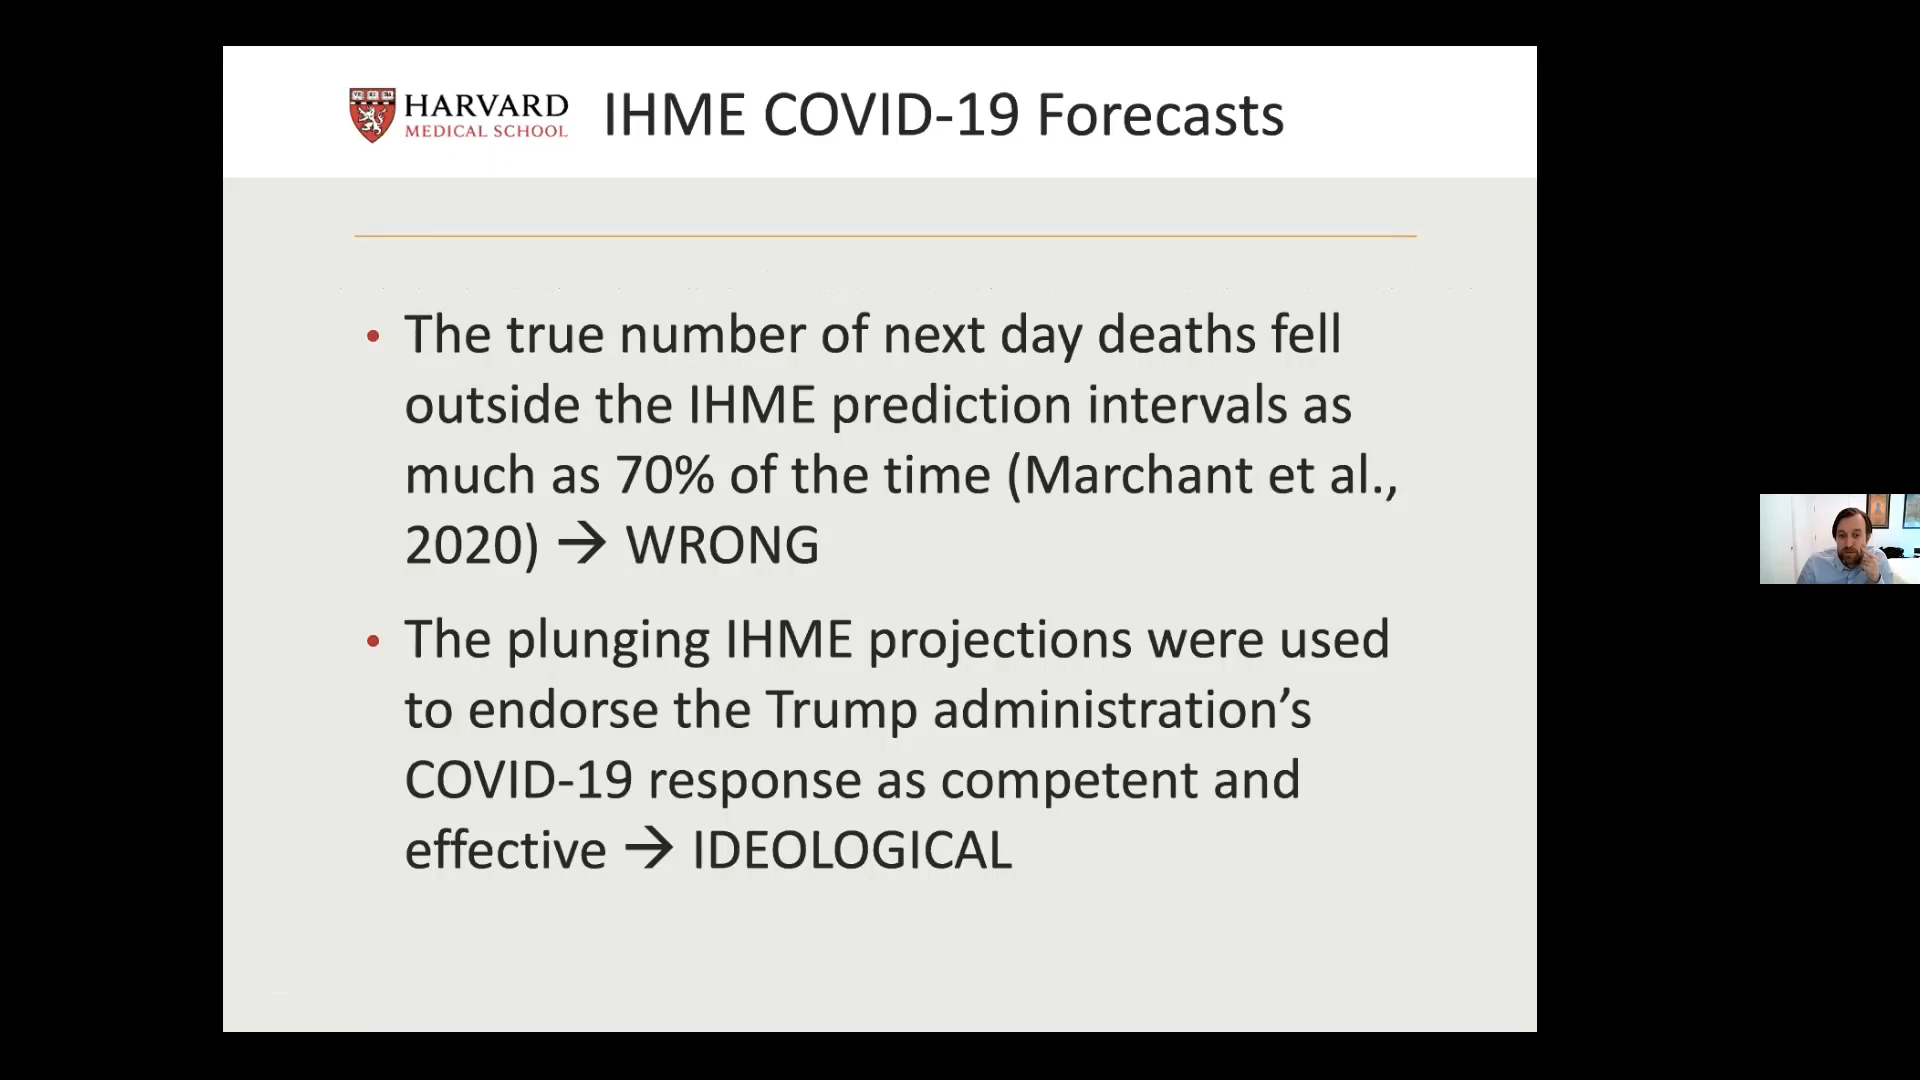 HARVARD
MEDICAL SCHOOL
IHME COVID-19 Forecasts
• The true number of next day deaths fell
outside the IHME prediction intervals as
much as 70% of the time (Marchant et al.,
2020) → WRONG
• The plunging IHME projections were used
to endorse the Trump administration’s
COVID-19 response as competent and
effective → IDEOLOGICAL